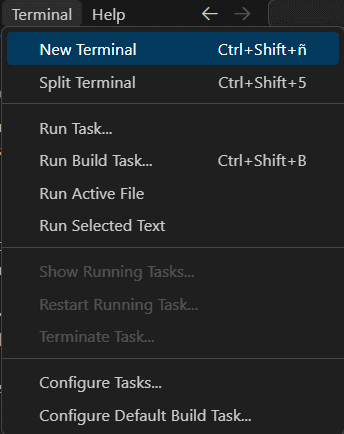 Terminal Help
New Terminal Ctrl+Shift+ñ
Split Terminal Ctrl+Shift+5
Run Task...
Run Build Task... Ctrl+Shift+B
Run Active File
Run Selected Text
Show Running Tasks...
Restart Running Task...
Terminate Task...
Configure Tasks...
Configure Default Build Task...